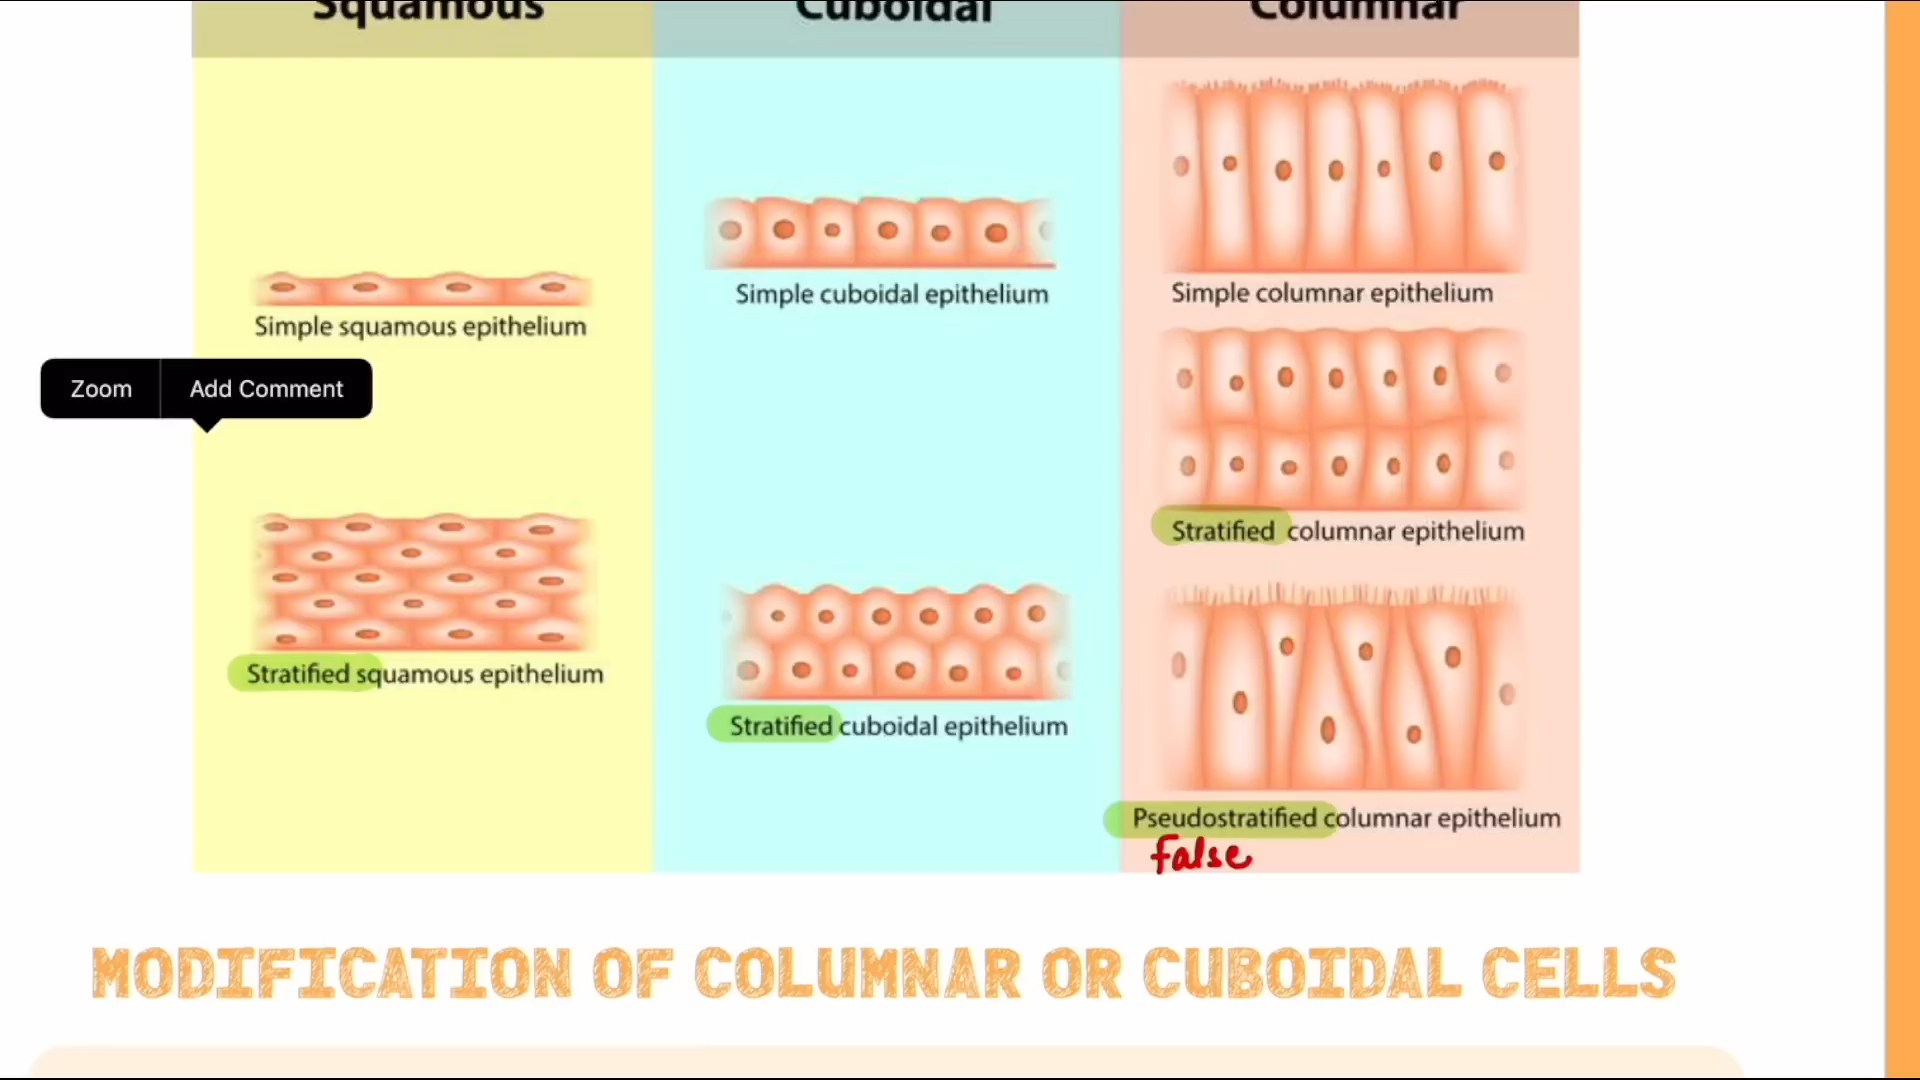 Squamous
Cuboidal
Columnar
Simple squamous epithelium
Simple cuboidal epithelium
Simple columnar epithelium
Zoom
Add Comment
Stratified squamous epithelium
Stratified cuboidal epithelium
Stratified columnar epithelium
Pseudostratified columnar epithelium
false
MODIFICATION OF COLUMNAR OR CUBOIDAL CELLS